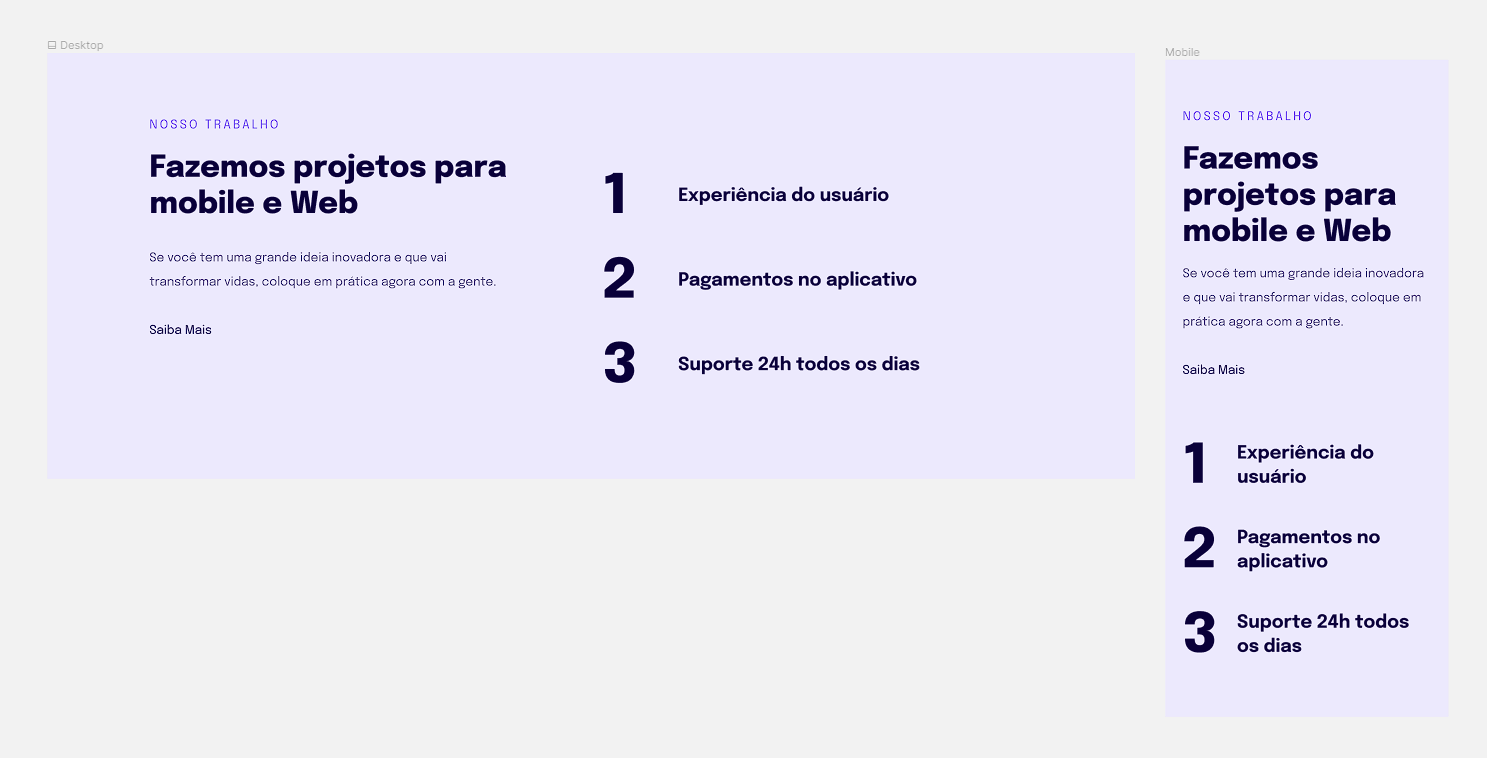 Desktop
NOSSO TRABALHO
Fazemos projetos para
mobile e Web
Se você tem uma grande ideia inovadora e que vai
transformar vidas, coloque em prática agora com a gente.
Saiba Mais
1 Experiência do usuário
2 Pagamentos no aplicativo
3 Suporte 24h todos os dias
Mobile
NOSSO TRABALHO
Fazemos
projetos para
mobile e Web
Se você tem uma grande ideia inovadora
e que vai transformar vidas, coloque em
prática agora com a gente.
Saiba Mais
1 Experiência do
usuário
2 Pagamentos no
aplicativo
3 Suporte 24h todos
os dias